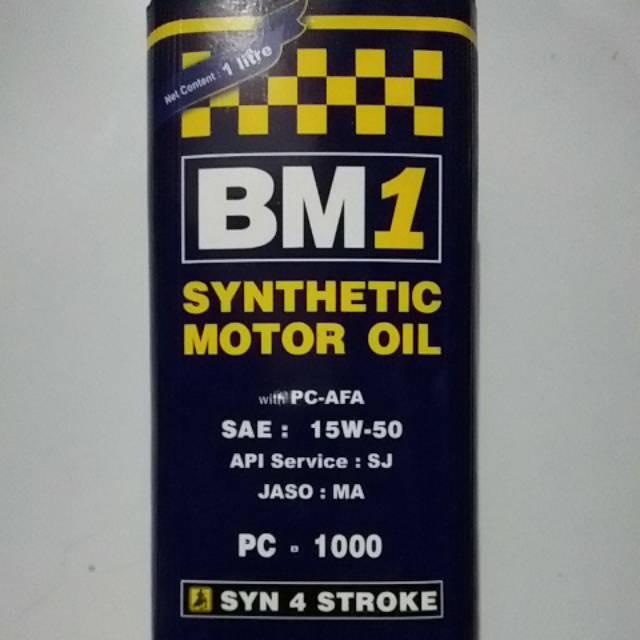 Net Content : 1 litre
BM1
SYNTHETIC
MOTOR OIL
with PC-AFA
SAE : 15W-50
API Service : SJ
JASO : MA
PC - 1000
SYN 4 STROKE